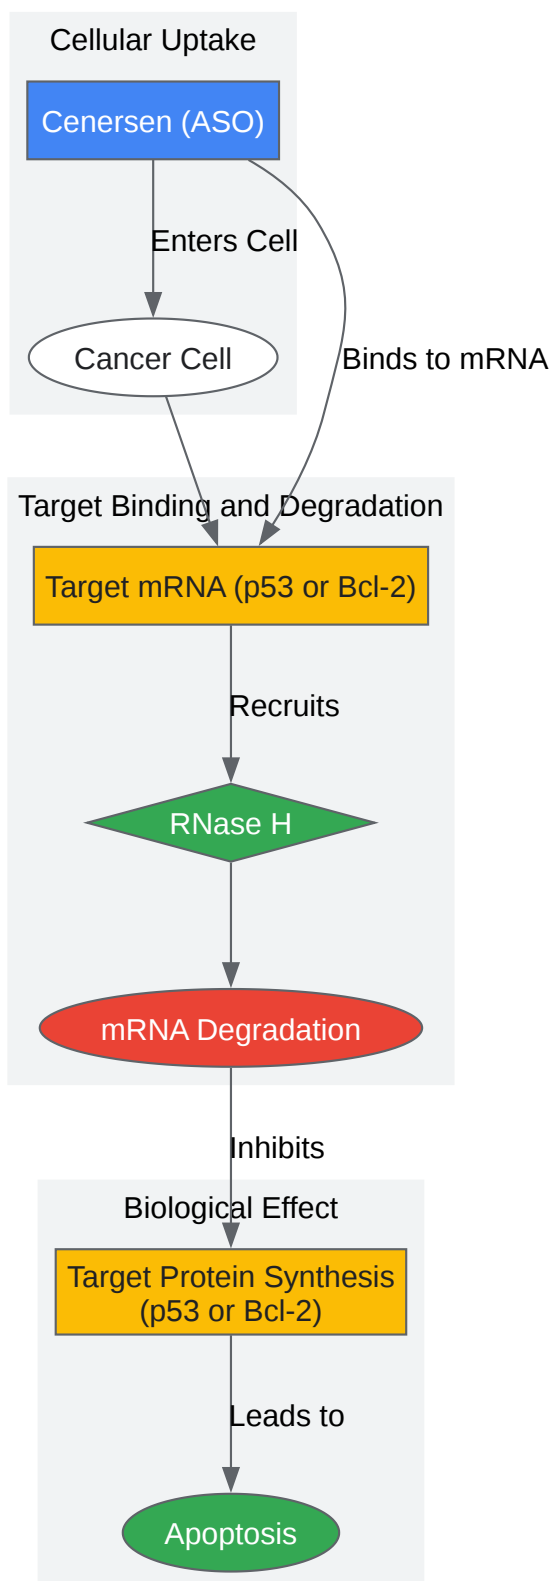 Cellular Uptake
Cenersen (ASO)
Enters Cell
Cancer Cell
Binds to mRNA
Target Binding and Degradation
Target mRNA (p53 or Bcl-2)
Recruits
RNase H
mRNA Degradation
Inhibits
Biological Effect
Target Protein Synthesis
(p53 or Bcl-2)
Leads to
Apoptosis